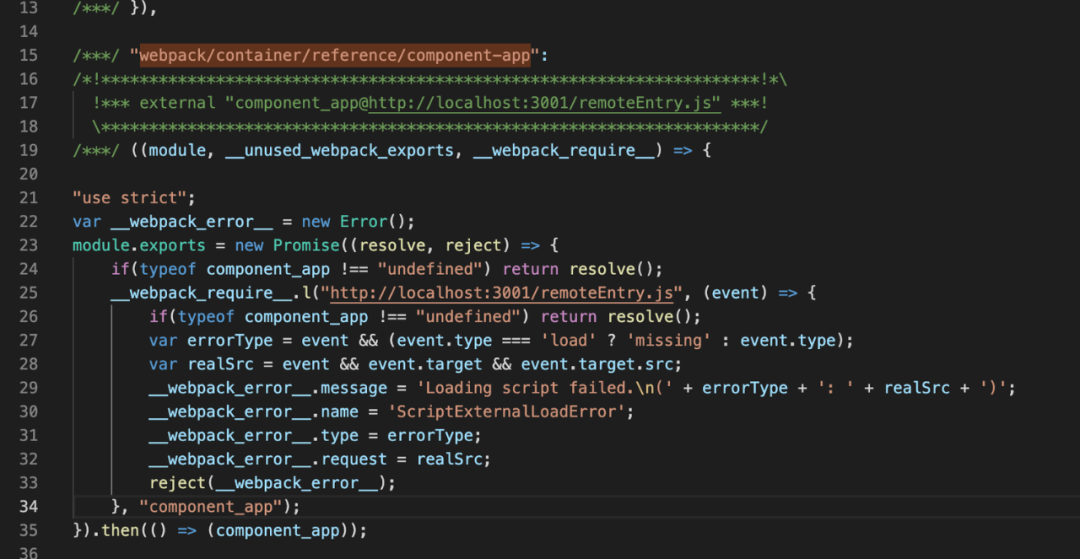 13 /***/ }),
14
15 /***/ "webpack/container/reference/component-app":
16 /*!*********************************************************************!*\
17   !*** external "component_app@http://localhost:3001/remoteEntry.js" ***!
18   \*********************************************************************/
19 /***/ ((module, __unused_webpack_exports, __webpack_require__) => {
20
21 "use strict";
22 var __webpack_error__ = new Error();
23 module.exports = new Promise((resolve, reject) => {
24     if(typeof component_app !== "undefined") return resolve();
25     __webpack_require__.l("http://localhost:3001/remoteEntry.js", (event) => {
26         if(typeof component_app !== "undefined") return resolve();
27         var errorType = event && (event.type === 'load' ? 'missing' : event.type);
28         var realSrc = event && event.target && event.target.src;
29         __webpack_error__.message = 'Loading script failed.\n(' + errorType + ': ' + realSrc + ')';
30         __webpack_error__.name = 'ScriptExternalLoadError';
31         __webpack_error__.type = errorType;
32         __webpack_error__.request = realSrc;
33         reject(__webpack_error__);
34     }, "component_app");
35 }).then(() => (component_app));
36